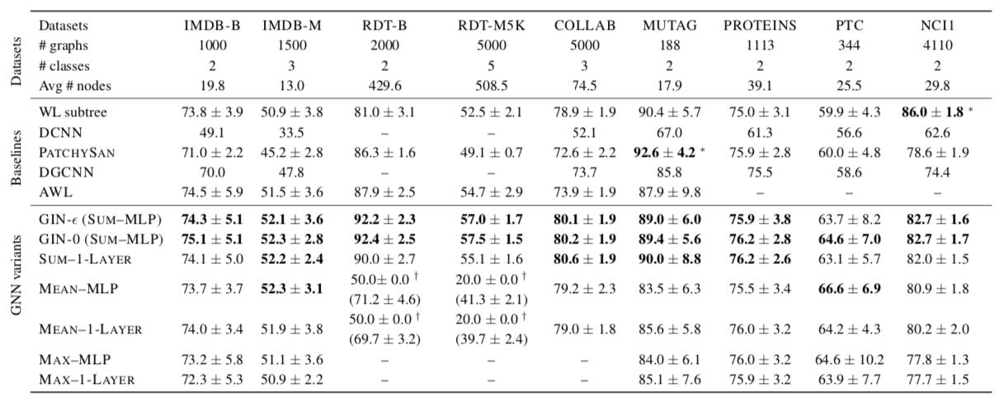 Datasets IMDB-B IMDB-M RDT-B RDT-M5K COLLAB MUTAG PROTEINS PTC NCI1
# graphs 1000 1500 2000 5000 5000 188 1113 344 4110
# classes 2 3 2 5 3 2 2 2 2
Avg # nodes 19.8 13.0 429.6 508.5 74.5 17.9 39.1 25.5 29.8
Datasets
WL subtree 73.8 ± 3.9 50.9 ± 3.8 81.0 ± 3.1 52.5 ± 2.1 78.9 ± 1.9 90.4 ± 5.7 75.0 ± 3.1 59.9 ± 4.3 86.0 ± 1.8 *
DCNN 49.1 33.5 – – 52.1 67.0 61.3 56.6 62.6
PATCHYSAN 71.0 ± 2.2 45.2 ± 2.8 86.3 ± 1.6 49.1 ± 0.7 72.6 ± 2.2 92.6 ± 4.2 * 75.9 ± 2.8 60.0 ± 4.8 78.6 ± 1.9
DGCNN 70.0 47.8 – – 73.7 85.8 75.5 58.6 74.4
AWL 74.5 ± 5.9 51.5 ± 3.6 87.9 ± 2.5 54.7 ± 2.9 73.9 ± 1.9 87.9 ± 9.8 – – –
Baselines
GIN-ϵ (SUM–MLP) 74.3 ± 5.1 52.1 ± 3.6 92.2 ± 2.3 57.0 ± 1.7 80.1 ± 1.9 89.0 ± 6.0 75.9 ± 3.8 63.7 ± 8.2 82.7 ± 1.6
GIN-0 (SUM–MLP) 75.1 ± 5.1 52.3 ± 2.8 92.4 ± 2.5 57.5 ± 1.5 80.2 ± 1.9 89.4 ± 5.6 76.2 ± 2.8 64.6 ± 7.0 82.7 ± 1.7
SUM–1-LAYER 74.1 ± 5.0 52.2 ± 2.4 90.0 ± 2.7 55.1 ± 1.6 80.6 ± 1.9 90.0 ± 8.8 76.2 ± 2.6 63.1 ± 5.7 82.0 ± 1.5
MEAN–MLP 73.7 ± 3.7 52.3 ± 3.1 50.0± 0.0 † 20.0 ± 0.0 † 79.2 ± 2.3 83.5 ± 6.3 75.5 ± 3.4 66.6 ± 6.9 80.9 ± 1.8
(71.2 ± 4.6) (41.3 ± 2.1)
MEAN–1-LAYER 74.0 ± 3.4 51.9 ± 3.8 50.0 ± 0.0 † 20.0 ± 0.0 † 79.0 ± 1.8 85.6 ± 5.8 76.0 ± 3.2 64.2 ± 4.3 80.2 ± 2.0
(69.7 ± 3.2) (39.7 ± 2.4)
MAX–MLP 73.2 ± 5.8 51.1 ± 3.6 – – – 84.0 ± 6.1 76.0 ± 3.2 64.6 ± 10.2 77.8 ± 1.3
MAX–1-LAYER 72.3 ± 5.3 50.9 ± 2.2 – – – 85.1 ± 7.6 75.9 ± 3.2 63.9 ± 7.7 77.7 ± 1.5
GNN variants